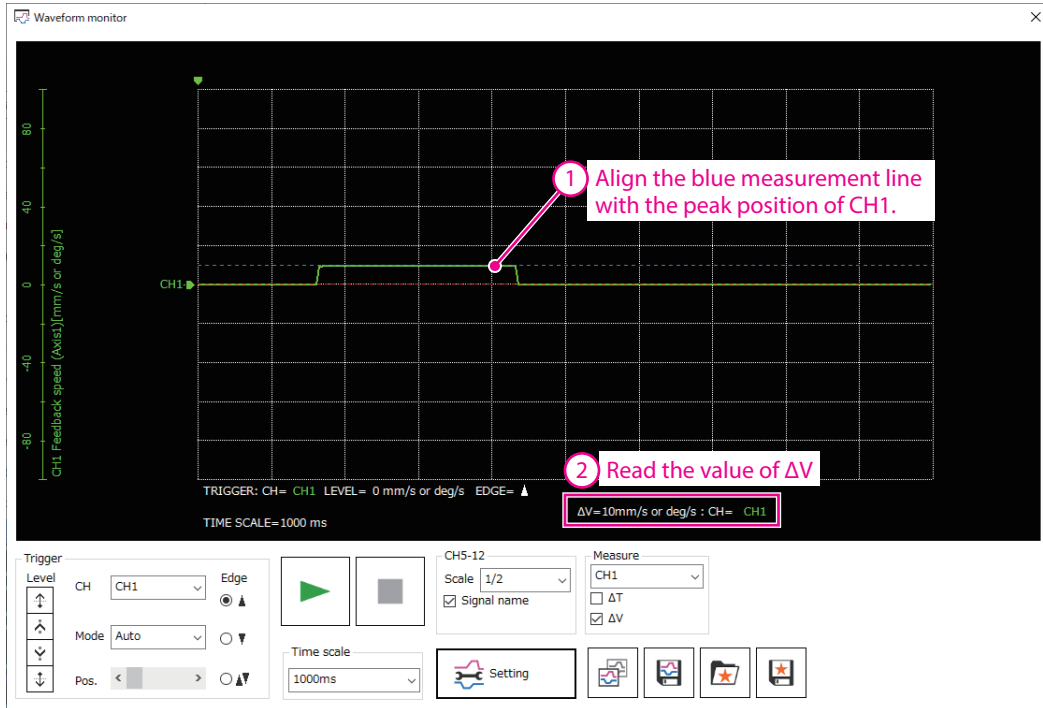 Waveform monitor
80
40
0
-40
-80
CH1 Feedback speed (Axis1)[mm/s or deg/s]
CH1-
1 Align the blue measurement line
with the peak position of CH1.
2 Read the value of ΔV
TRIGGER: CH= CH1 LEVEL= 0 mm/s or deg/s EDGE=
ΔV=10mm/s or deg/s : CH= CH1
TIME SCALE=1000 ms
Trigger
Level
CH CH1
Edge
Mode Auto
Pos.
Time scale
1000ms
CH5-12
Scale 1/2
Signal name
Setting
Measure
CH1
ΔT
ΔV